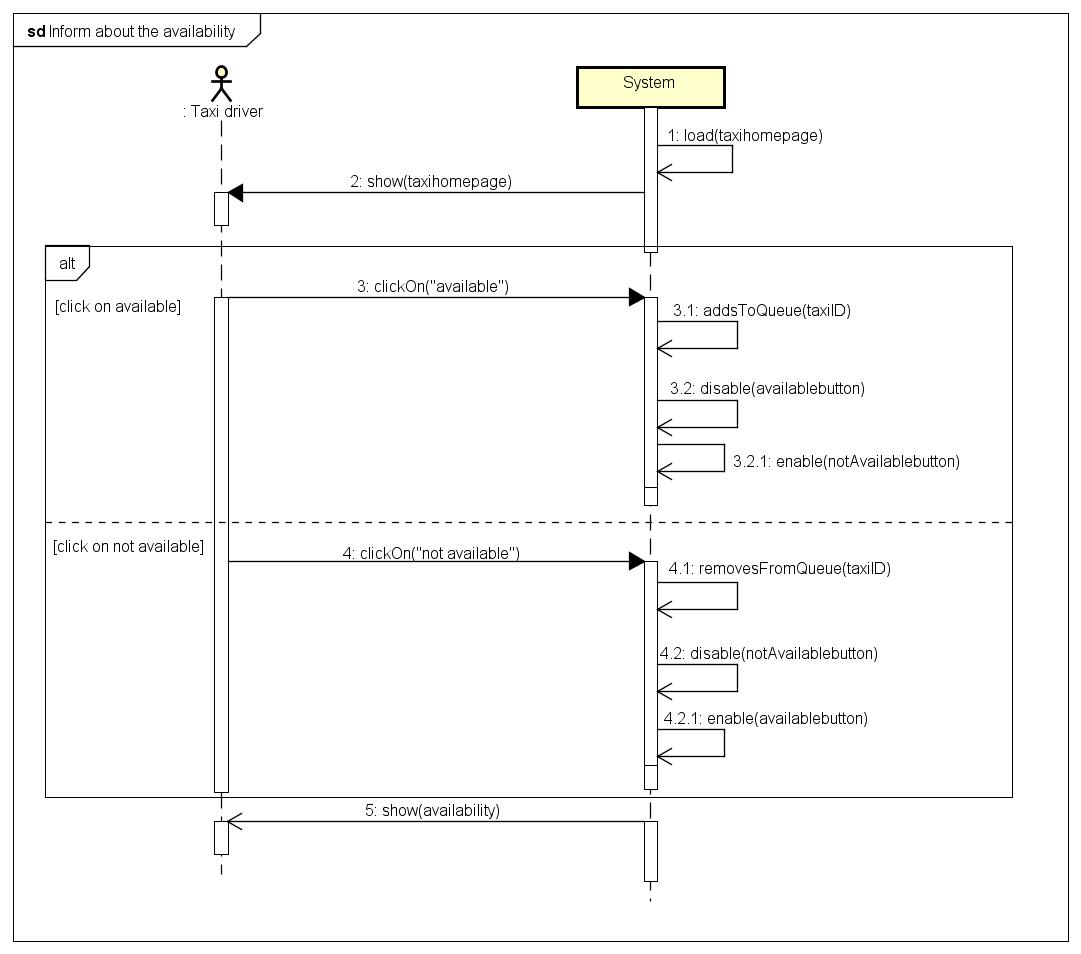 sd Inform about the availability
: Taxi driver
System
1: load(taxihomepage)
2: show(taxihomepage)
alt
[click on available]
3: clickOn("available")
3.1: addsToQueue(taxiID)
3.2: disable(availablebutton)
3.2.1: enable(notAvailablebutton)
[click on not available]
4: clickOn("not available")
4.1: removesFromQueue(taxiID)
4.2: disable(notAvailablebutton)
4.2.1: enable(availablebutton)
5: show(availability)